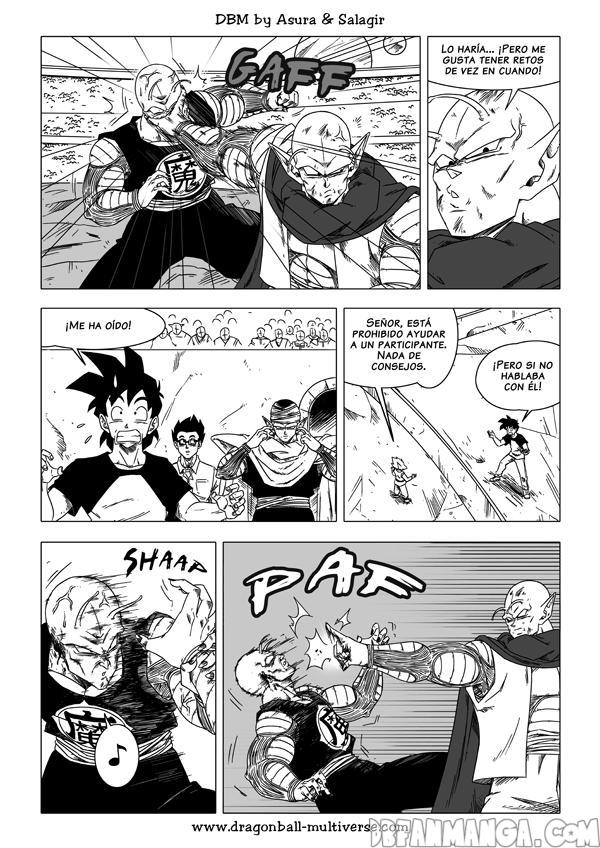 DBM by Asura & Salagir
GAFF
魔
LO HARÍA... ¡PERO ME
GUSTA TENER RETOS
DE VEZ EN CUANDO!
¡ME HA OÍDO!
SEÑOR, ESTÁ
PROHIBIDO AYUDAR
A UN PARTICIPANTE.
NADA DE
CONSEJOS.
¡PERO SI NO
HABLABA
CON ÉL!
SHAAP
魔
♪
PAF
魔
www.dragonball-multiverse.com
DBFANMANGA.COM